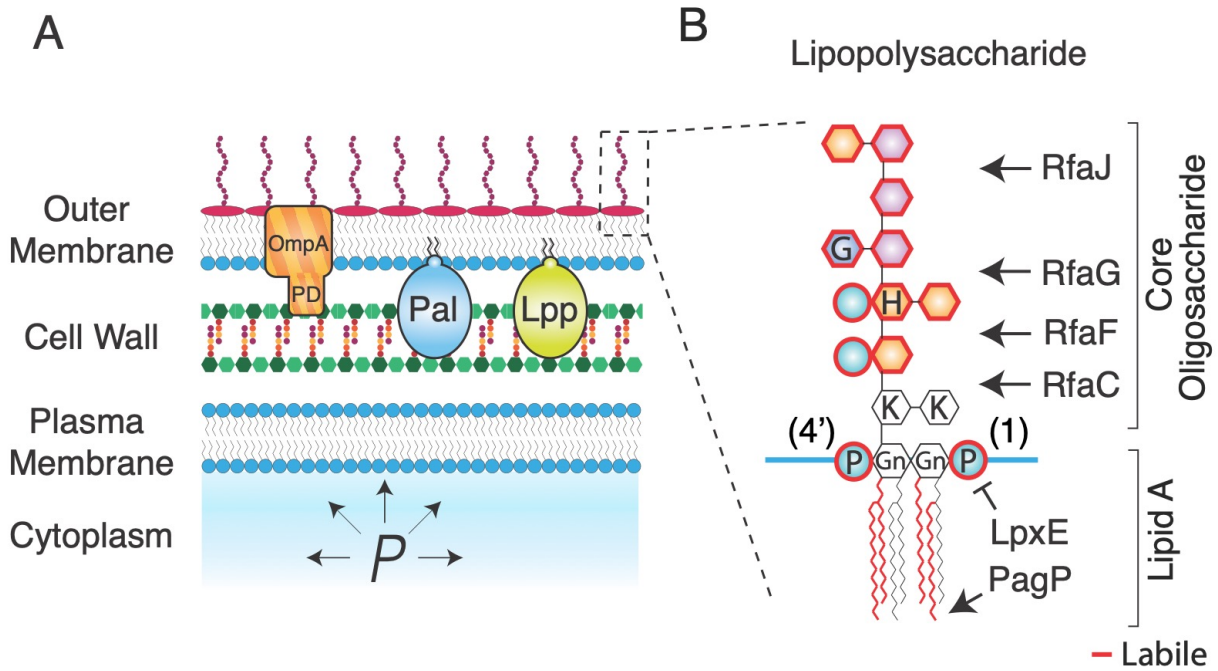 A
Outer
Membrane
OmpA
PD
Pal
Lpp
Cell Wall
Plasma
Membrane
Cytoplasm
P
B
Lipopolysaccharide
RfaJ
G
RfaG
H
RfaF
RfaC
K
K
Core
Oligosaccharide
(4’)
(1)
P
Gn
Gn
P
LpxE
PagP
Lipid A
Labile